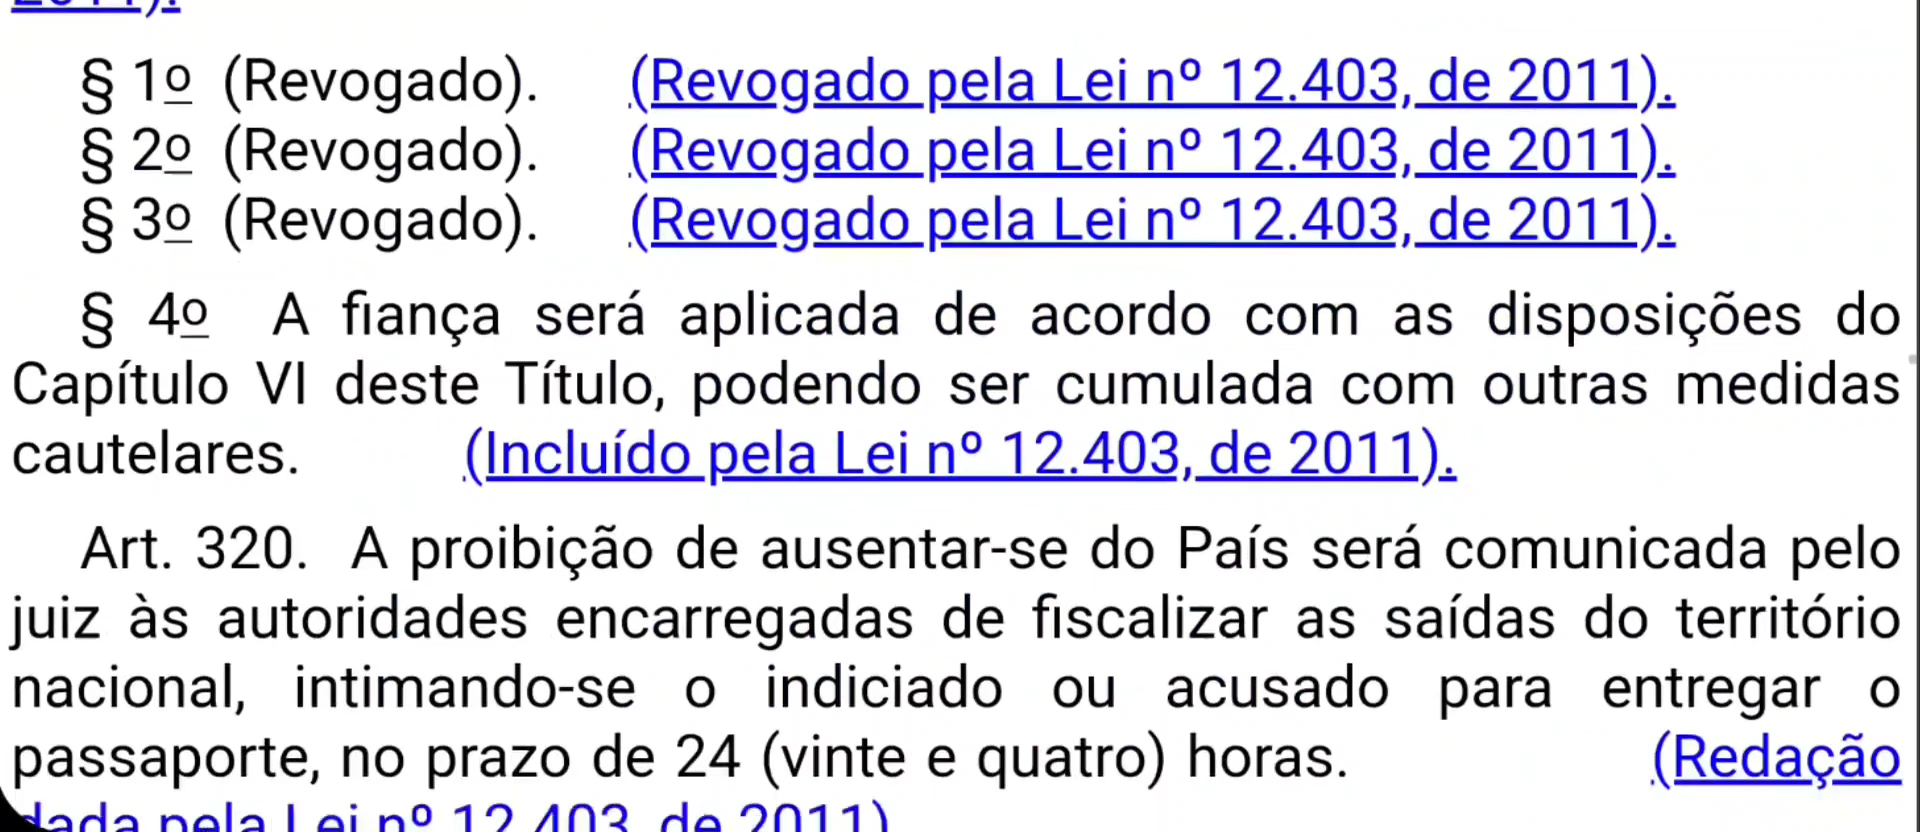 2011).
§ 1º (Revogado). (Revogado pela Lei nº 12.403, de 2011).
§ 2º (Revogado). (Revogado pela Lei nº 12.403, de 2011).
§ 3º (Revogado). (Revogado pela Lei nº 12.403, de 2011).
§ 4º A fiança será aplicada de acordo com as disposições do
Capítulo VI deste Título, podendo ser cumulada com outras medidas
cautelares. (Incluído pela Lei nº 12.403, de 2011).
Art. 320. A proibição de ausentar-se do País será comunicada pelo
juiz às autoridades encarregadas de fiscalizar as saídas do território
nacional, intimando-se o indiciado ou acusado para entregar o
passaporte, no prazo de 24 (vinte e quatro) horas. (Redação
dada pela Lei nº 12.403, de 2011)